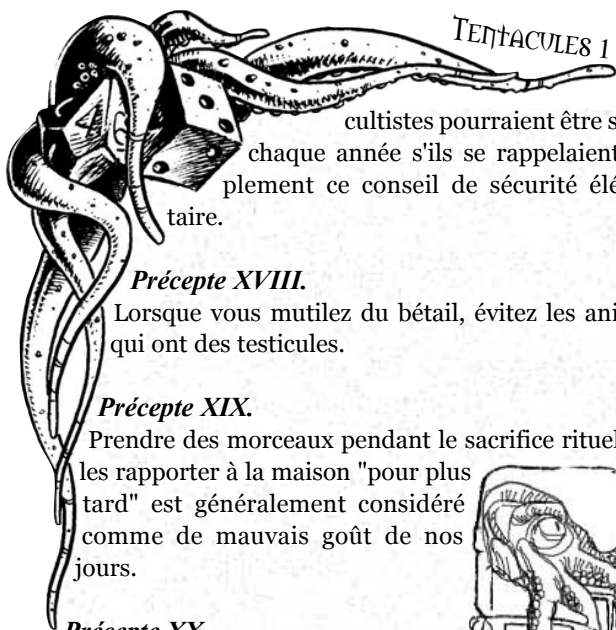 TENTACULES 1
cultistes pourraient être s
chaque année s'ils se rappelaient
plement ce conseil de sécurité élé
taire.
Précepte XVIII.
Lorsque vous mutilez du bétail, évitez les ani
qui ont des testicules.
Précepte XIX.
Prendre des morceaux pendant le sacrifice rituel
les rapporter à la maison "pour plus
tard" est généralement considéré
comme de mauvais goût de nos
jours.
Précepte XX.